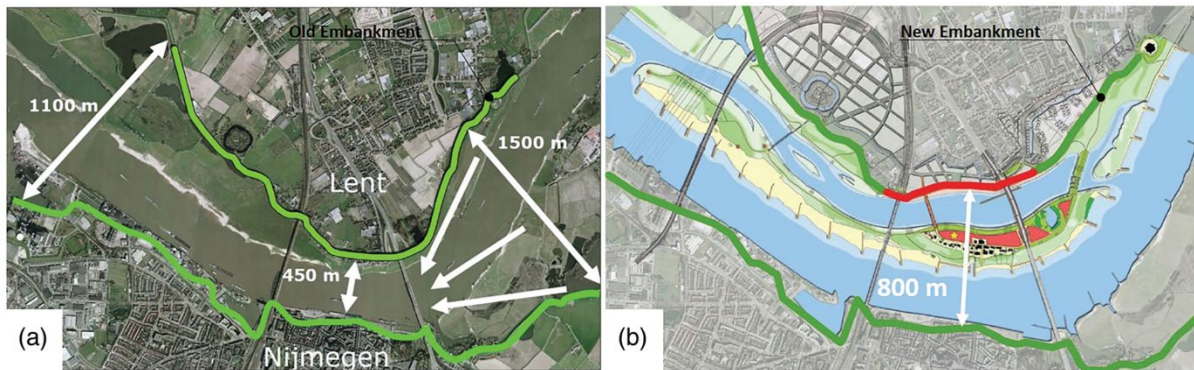 Old Embankment
1100 m
1500 m
Lent
450 m
Nijmegen
(a)
New Embankment
800 m
(b)